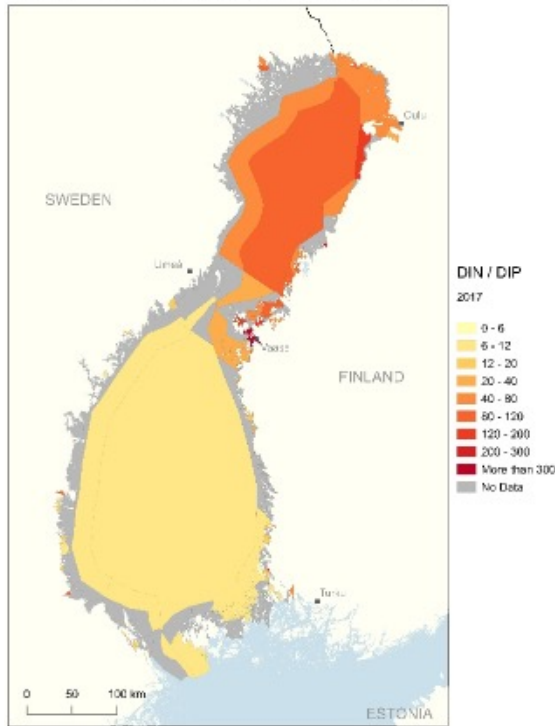 Oulu
SWEDEN
Umeå
DIN / DIP
2017
0 - 6
6 - 12
12 - 20
20 - 40
40 - 80
80 - 120
120 - 200
200 - 300
More than 300
No Data
Vaasa
FINLAND
Turku
0 50 100 km
ESTONIA